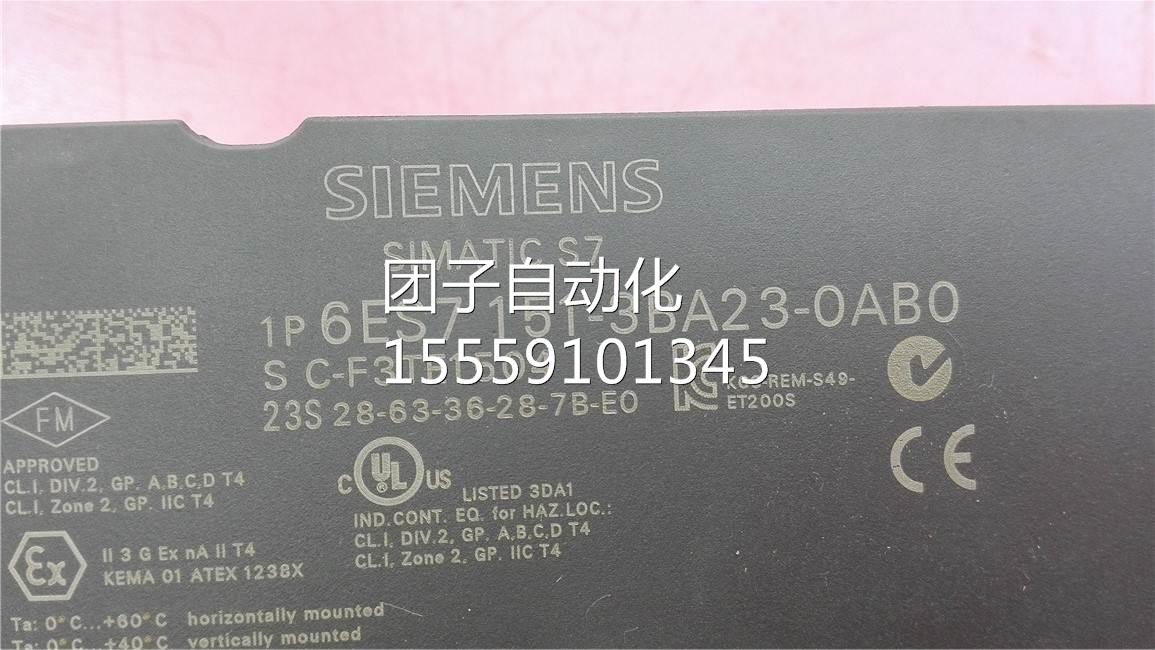 SIEMENS
SIMATIC S7
团子自动化
1P 6ES7 151-3BA23-0AB0
15559101345
23S 28-63-36-28-7B-E0
REM-S49-
ET200S
FM
APPROVED
CL.I, DIV.2, GP. A,B,C,D T4
CL.I, Zone 2, GP. IIC T4
C UL US
LISTED 3DA1
IND.CONT. EQ. for HAZ.LOC.:
CL.I, DIV.2, GP. A,B,C,D T4
CL.I, Zone 2, GP. IIC T4
CE
Ex
II 3 G Ex nA II T4
KEMA 01 ATEX 1238X
Ta: 0°C...+60°C horizontally mounted
Ta: 0°C...+40°C vertically mounted